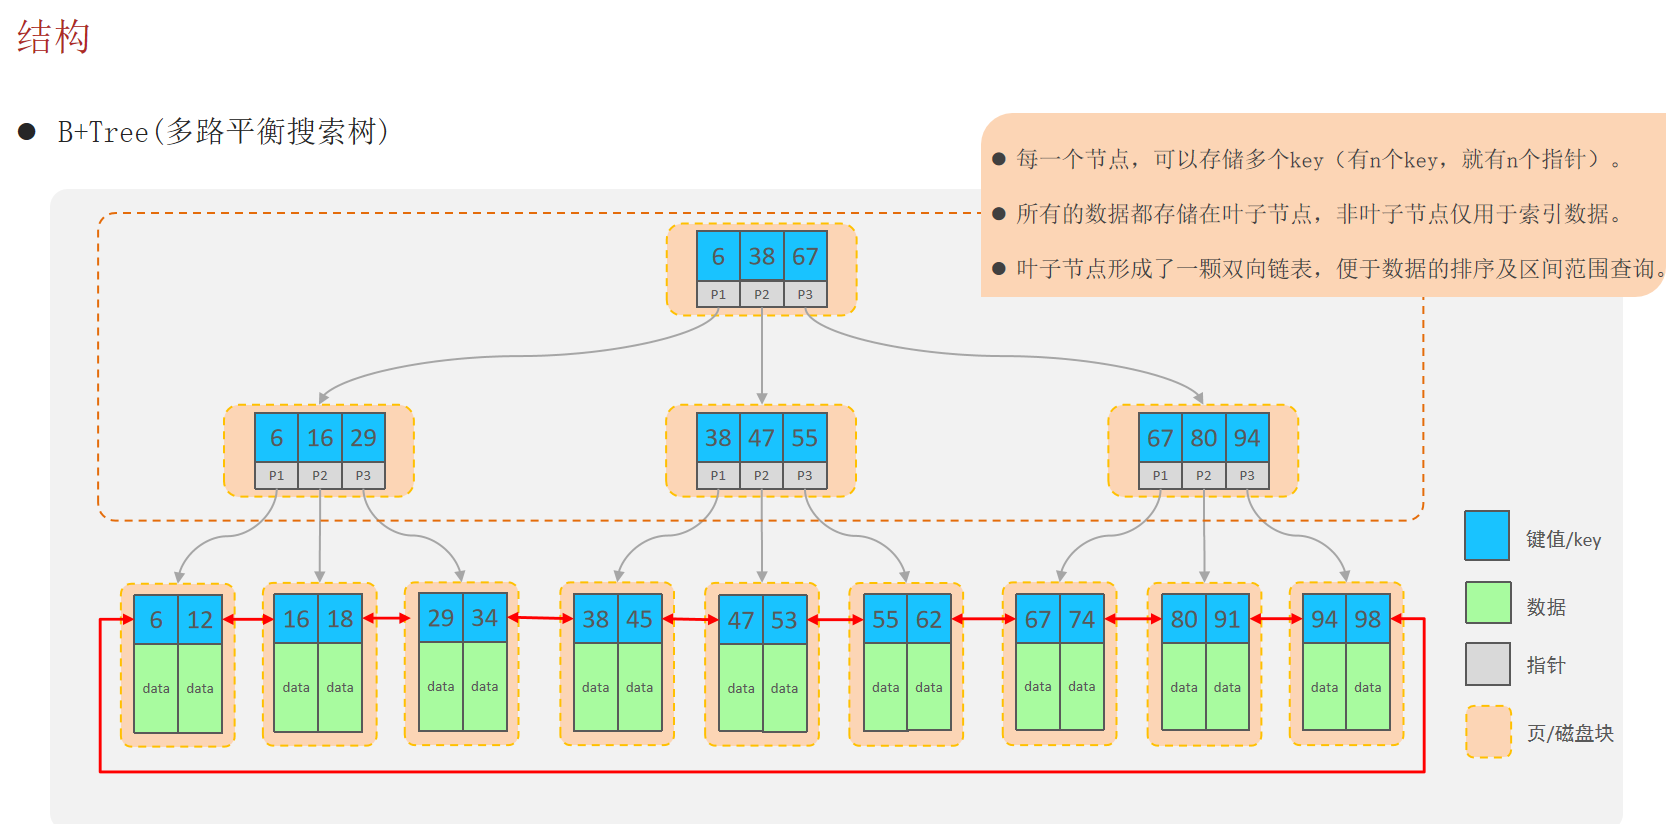 结构
● B+Tree(多路平衡搜索树)
● 每一个节点，可以存储多个key（有n个key，就有n个指针）。
● 所有的数据都存储在叶子节点，非叶子节点仅用于索引数据。
● 叶子节点形成了一颗双向链表，便于数据的排序及区间范围查询。
6 38 67
P1 P2 P3
6 16 29
P1 P2 P3
38 47 55
P1 P2 P3
67 80 94
P1 P2 P3
6 12
data data
16 18
data data
29 34
data data
38 45
data data
47 53
data data
55 62
data data
67 74
data data
80 91
data data
94 98
data data
键值/key
数据
指针
页/磁盘块